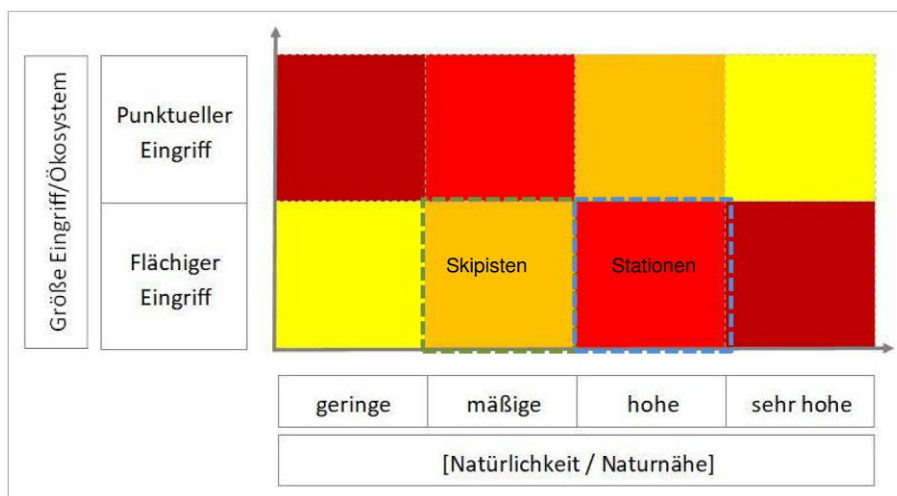 Größe Eingriff/Ökosystem
Punktueller
Eingriff
Flächiger
Eingriff
Skipisten
Stationen
geringe
mäßige
hohe
sehr hohe
[Natürlichkeit / Naturnähe]